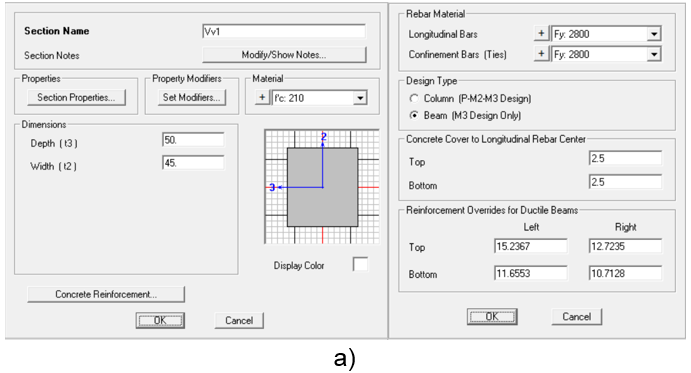 Section Name
Vv1
Section Notes
Modify/Show Notes...
Properties
Section Properties...
Property Modifiers
Set Modifiers...
Material
+ f'c: 210
Dimensions
Depth ( t3 )
50.
Width ( t2 )
45.
2
3
Display Color
Concrete Reinforcement...
OK
Cancel
Rebar Material
Longitudinal Bars
+ Fy: 2800
Confinement Bars (Ties)
+ Fy: 2800
Design Type
Column (P-M2-M3 Design)
Beam (M3 Design Only)
Concrete Cover to Longitudinal Rebar Center
Top
2.5
Bottom
2.5
Reinforcement Overrides for Ductile Beams
Left Right
Top 15.2367 12.7235
Bottom 11.6553 10.7128
OK Cancel
a)